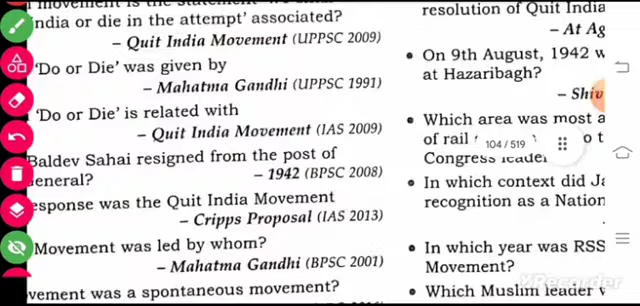 movement is the statement 'we shall
India or die in the attempt' associated?
– Quit India Movement (UPPSC 2009)
'Do or Die' was given by
– Mahatma Gandhi (UPPSC 1991)
'Do or Die' is related with
– Quit India Movement (IAS 2009)
Baldev Sahai resigned from the post of
General?
– 1942 (BPSC 2008)
esponse was the Quit India Movement
– Cripps Proposal (IAS 2013)
Movement was led by whom?
– Mahatma Gandhi (BPSC 2001)
vement was a spontaneous movement?
resolution of Quit India
– At Ag
• On 9th August, 1942 w
at Hazaribagh?
– Shiv
• Which area was most a
of rail
104/519
Congress leader
• In which context did Ja
recognition as a Nation
• In which year was RSS
Movement?
• Which Muslim leader
XRecorder